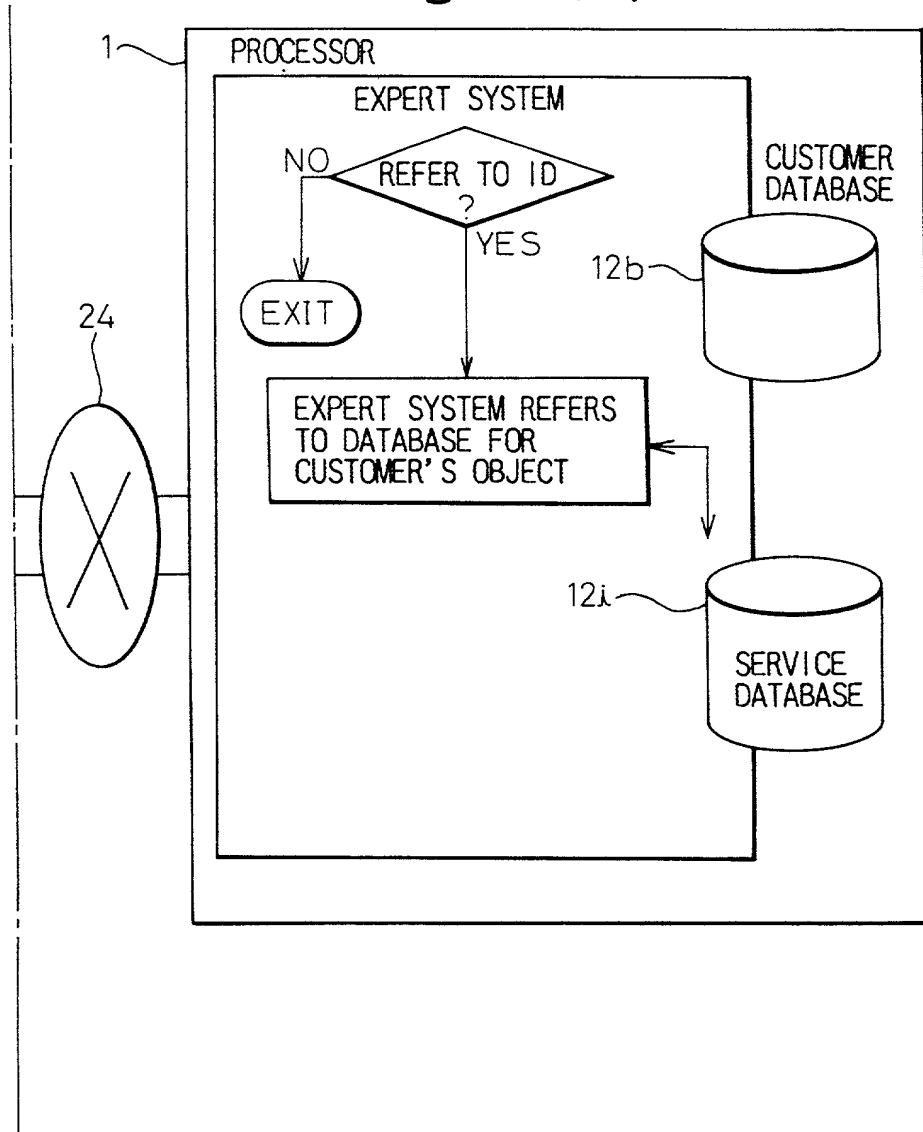 1
PROCESSOR
EXPERT SYSTEM
NO
REFER TO ID
?
YES
EXIT
CUSTOMER
DATABASE
12b
24
EXPERT SYSTEM REFERS
TO DATABASE FOR
CUSTOMER'S OBJECT
12i
SERVICE
DATABASE